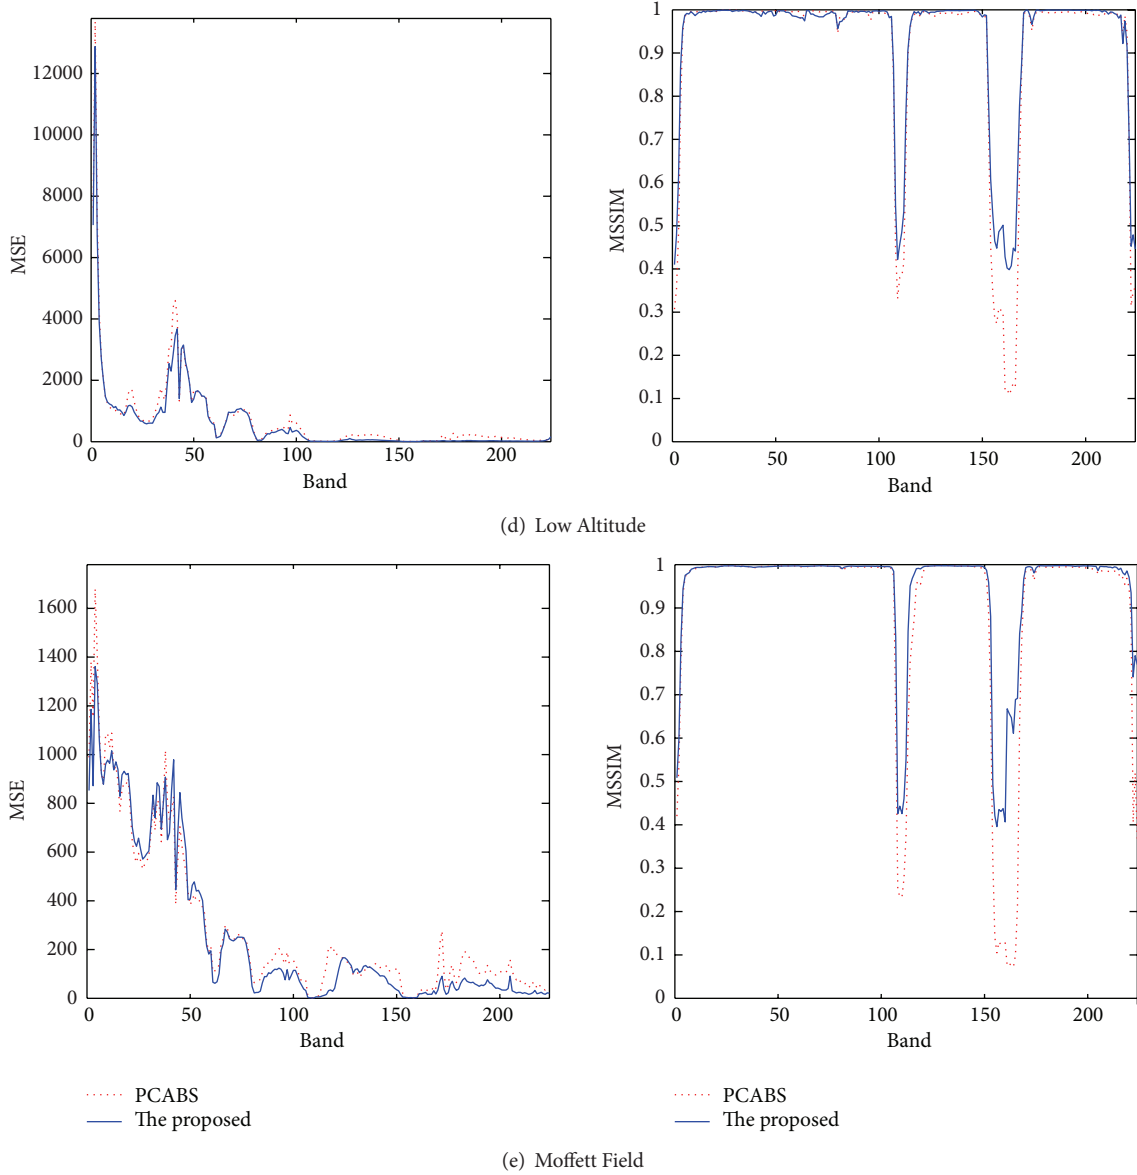 12000
10000
8000
6000
4000
2000
0
MSE
0 50 100 150 200
Band
1
0.9
0.8
0.7
0.6
0.5
0.4
0.3
0.2
0.1
0
MSSIM
0 50 100 150 200
Band
(d) Low Altitude
1600
1400
1200
1000
800
600
400
200
0
MSE
0 50 100 150 200
Band
1
0.9
0.8
0.7
0.6
0.5
0.4
0.3
0.2
0.1
0
MSSIM
0 50 100 150 200
Band
PCABS
The proposed
PCABS
The proposed
(e) Moffett Field